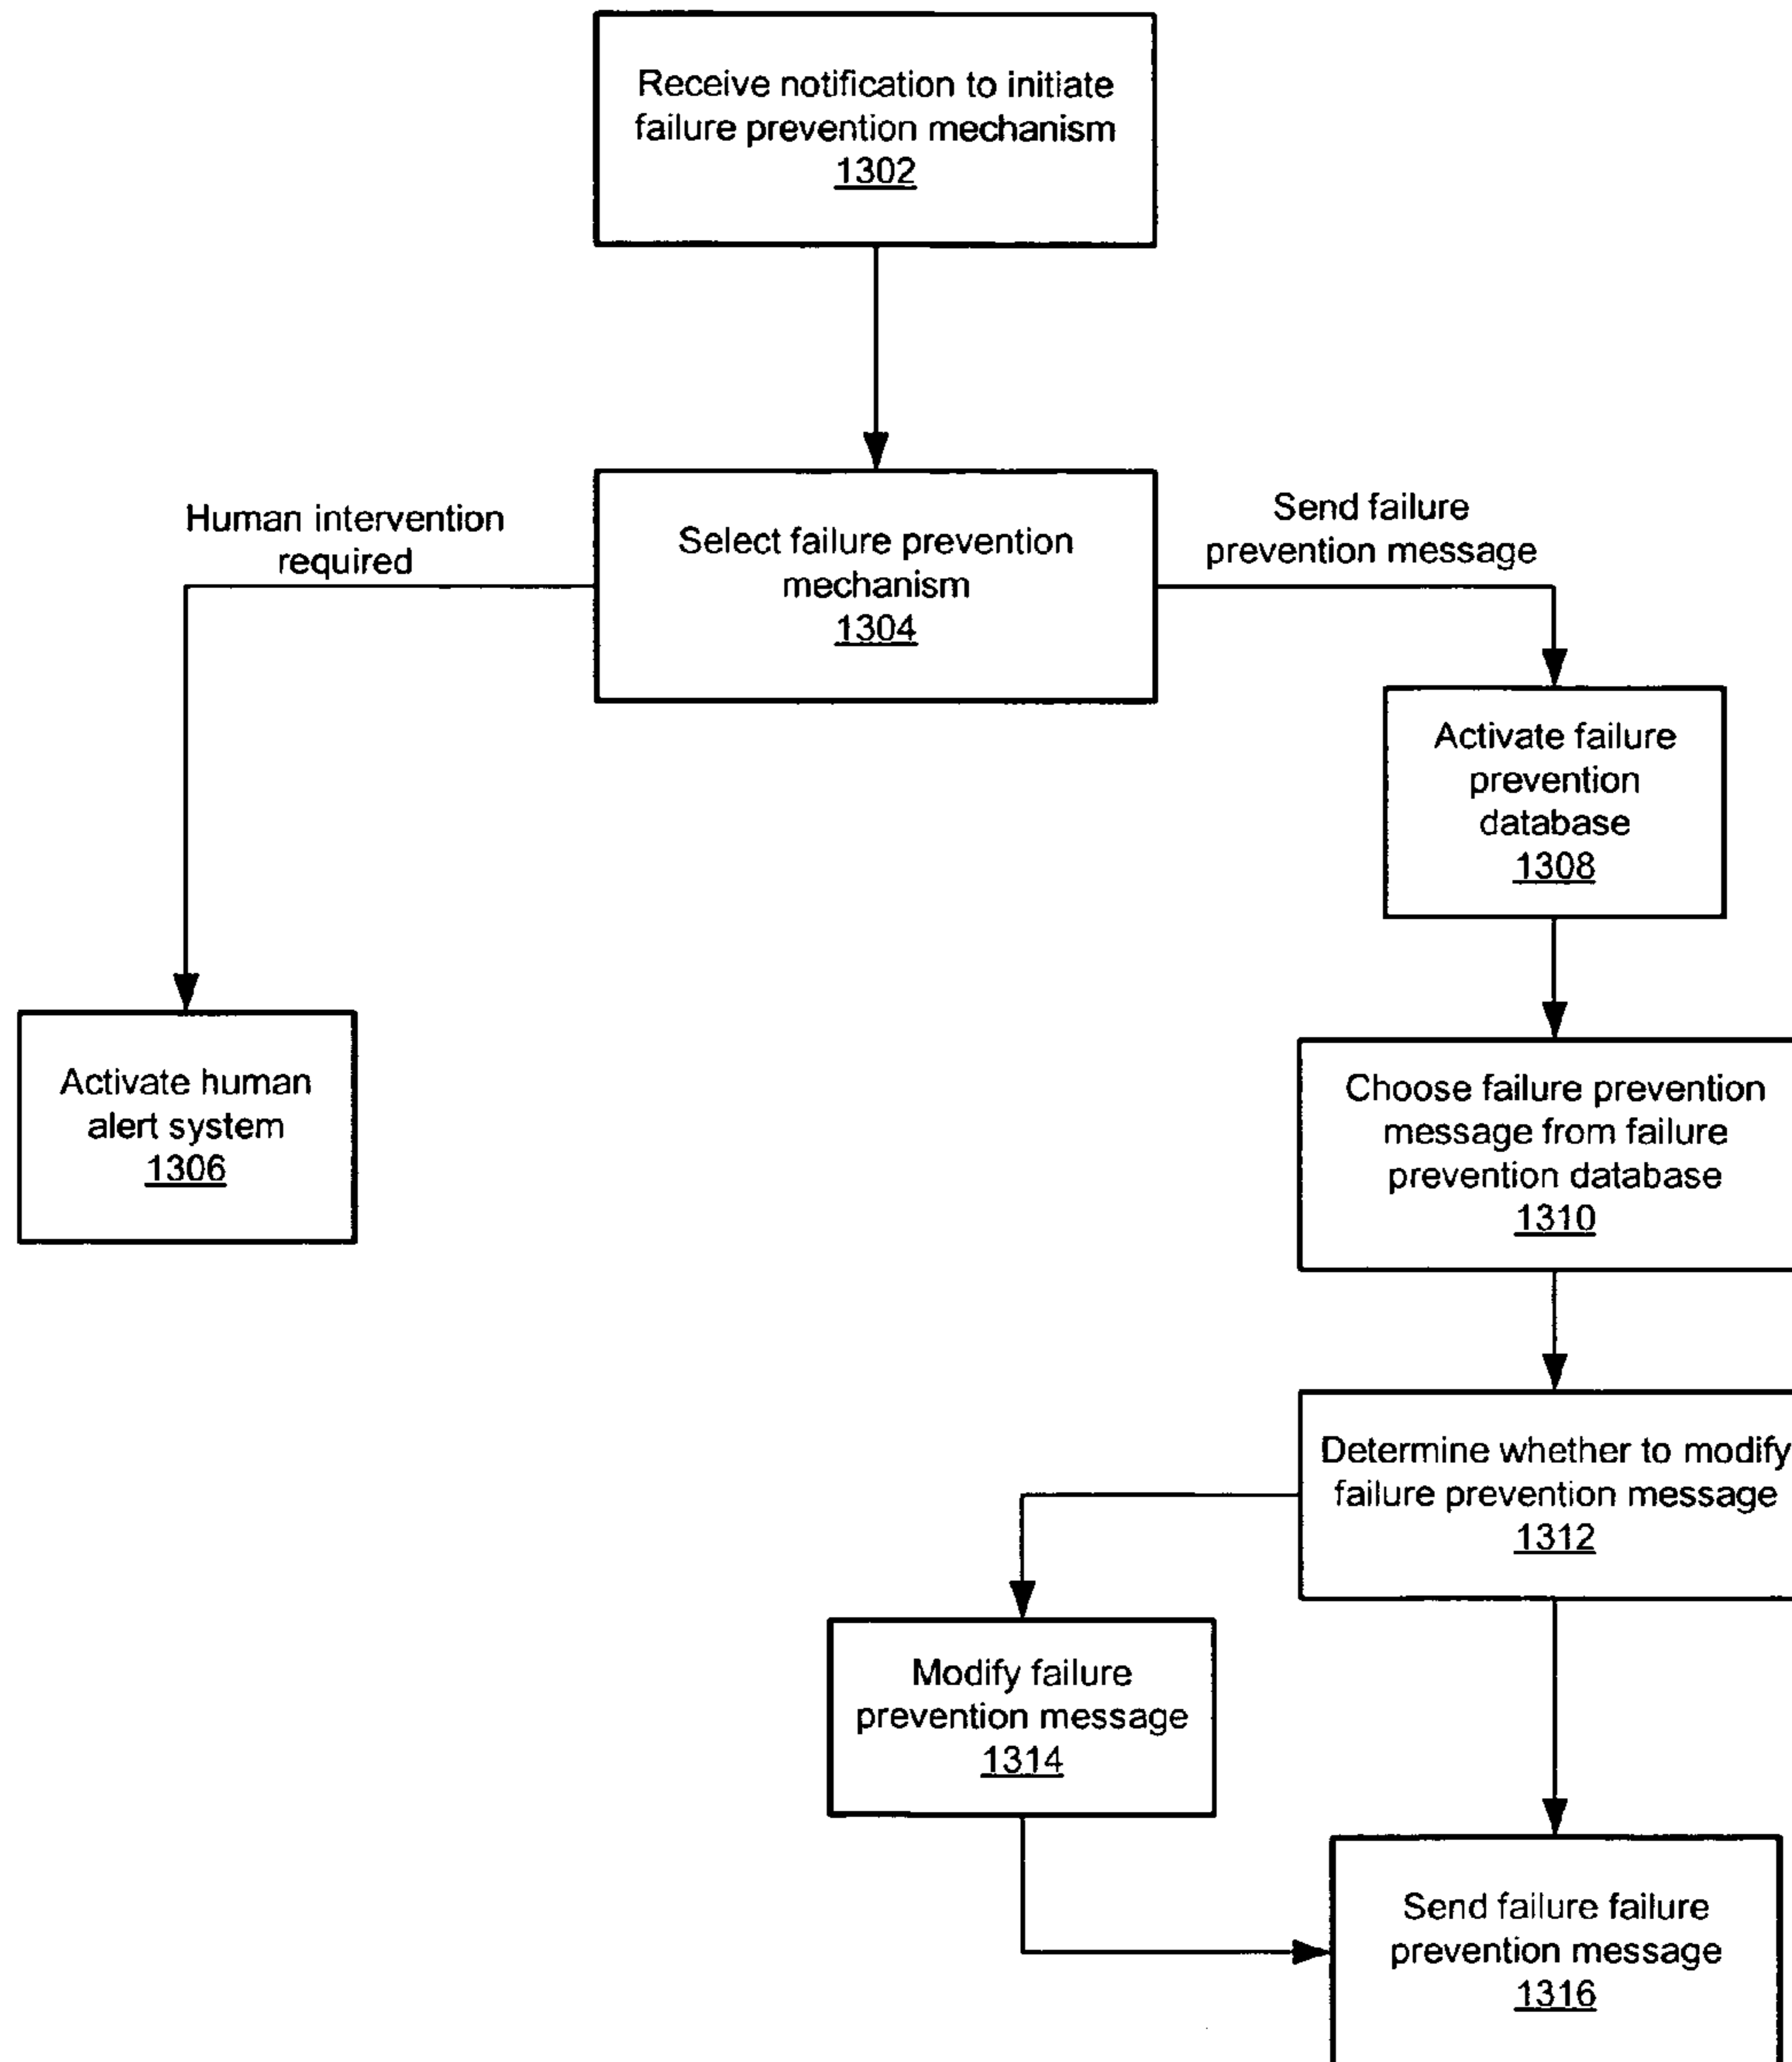 Receive notification to initiate
failure prevention mechanism
1302
Human intervention
required
Select failure prevention
mechanism
1304
Send failure
prevention message
Activate failure
prevention
database
1308
Activate human
alert system
1306
Choose failure prevention
message from failure
prevention database
1310
Determine whether to modify
failure prevention message
1312
Modify failure
prevention message
1314
Send failure failure
prevention message
1316